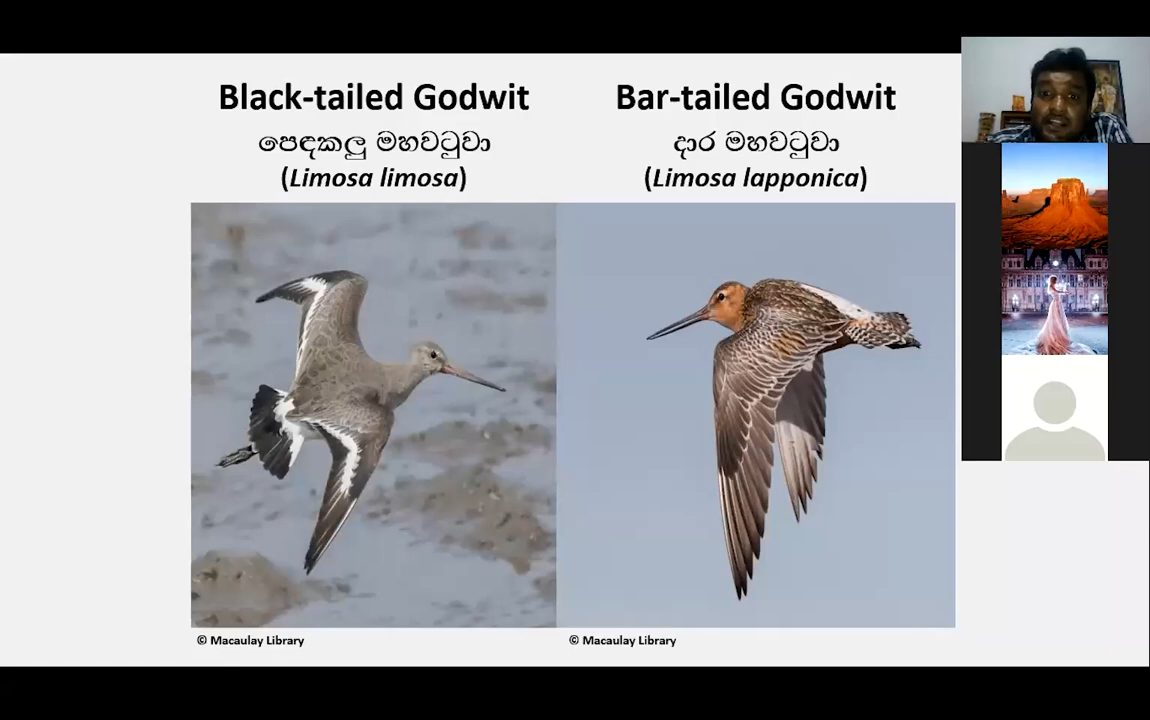 Black-tailed Godwit
පෙඳකලු මහවටුවා
(Limosa limosa)
Bar-tailed Godwit
දාර මහවටුවා
(Limosa lapponica)
© Macaulay Library
© Macaulay Library